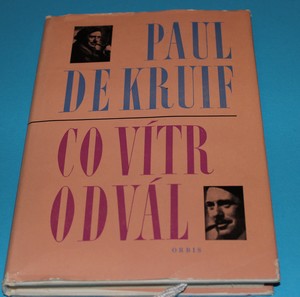 PAUL
DE KRUIF
CO VÍTR
ODVÁL
ORBIS